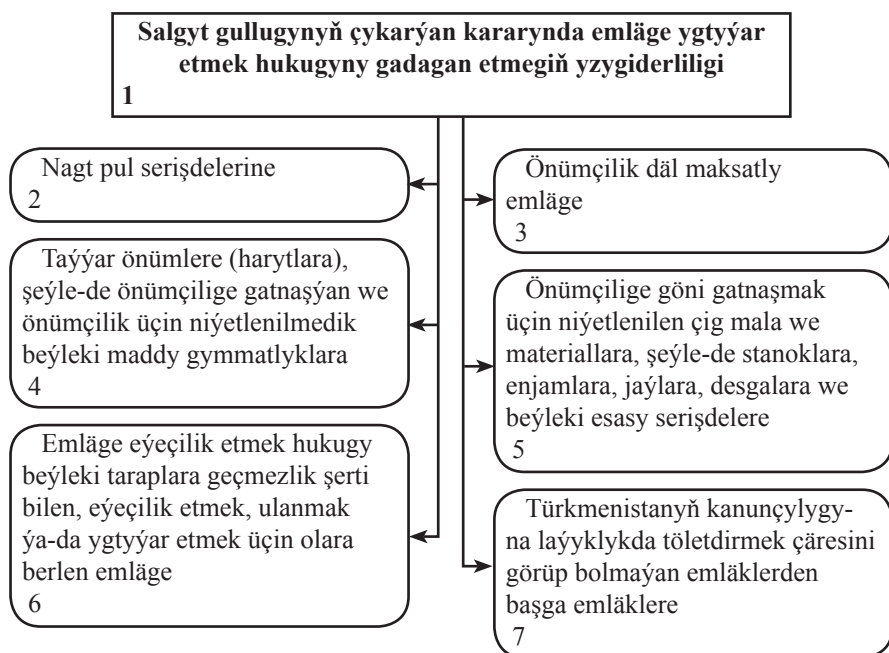 Salgyt gullugynyň çykarýan kararynda emläge ygtyýar
etmek hukugyny gadagan etmegiň yzygiderliligi
1
Nagt pul serişdelerine
2
Önümçilik däl maksatly
emläge
3
Taýýar önümlere (harytlara),
şeýle-de önümçilige gatnaşýan we
önümçilik üçin niýetlenilmedik
beýleki maddy gymmatlyklara
4
Önümçilige göni gatnaşmak
üçin niýetlenilen çig mala we
materiallara, şeýle-de stanoklara,
enjamlara, jaýlara, desgalara we
beýleki esasy serişdelere
5
Emläge eýeçilik etmek hukugy
beýleki taraplara geçmezlik şerti
bilen, eýeçilik etmek, ulanmak
ýa-da ygtyýar etmek üçin olara
berlen emläge
6
Türkmenistanyň kanunçylygy-
na laýyklykda töletdirmek çäresini
görüp bolmaýan emläklerden
başga emläklere
7